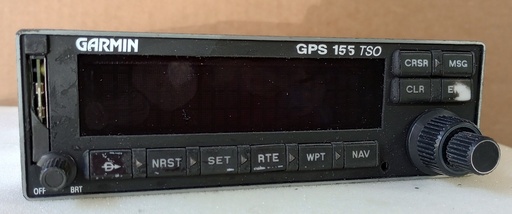 GARMIN
GPS 155 TSO
CRSR MSG
CLR
NRST SET RTE WPT NAV
OFF BRT